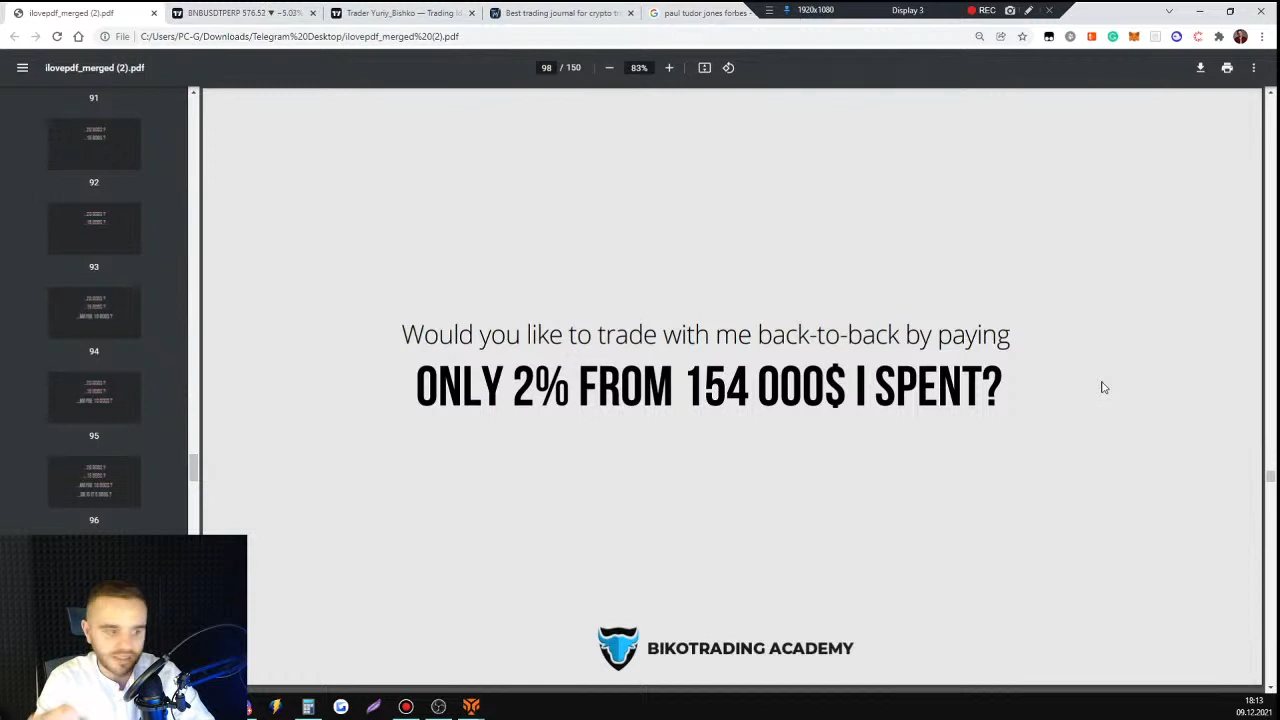 ilovepdf_merged (2).pdf
BNBUSDTPERP 576.52 ▼ −5.03%
Trader Yuriy_Bishko — Trading Id
Best trading journal for crypto tr
paul tudor jones forbes -
1920x1080
Display 3
REC
File
C:/Users/PC-G/Downloads/Telegram%20Desktop/ilovepdf_merged%20(2).pdf
ilovepdf_merged (2).pdf
98 / 150
83%
91
92
93
94
95
96
Would you like to trade with me back-to-back by paying
ONLY 2% FROM 154 000$ I SPENT?
BIKOTRADING ACADEMY
18:13
09.12.2021